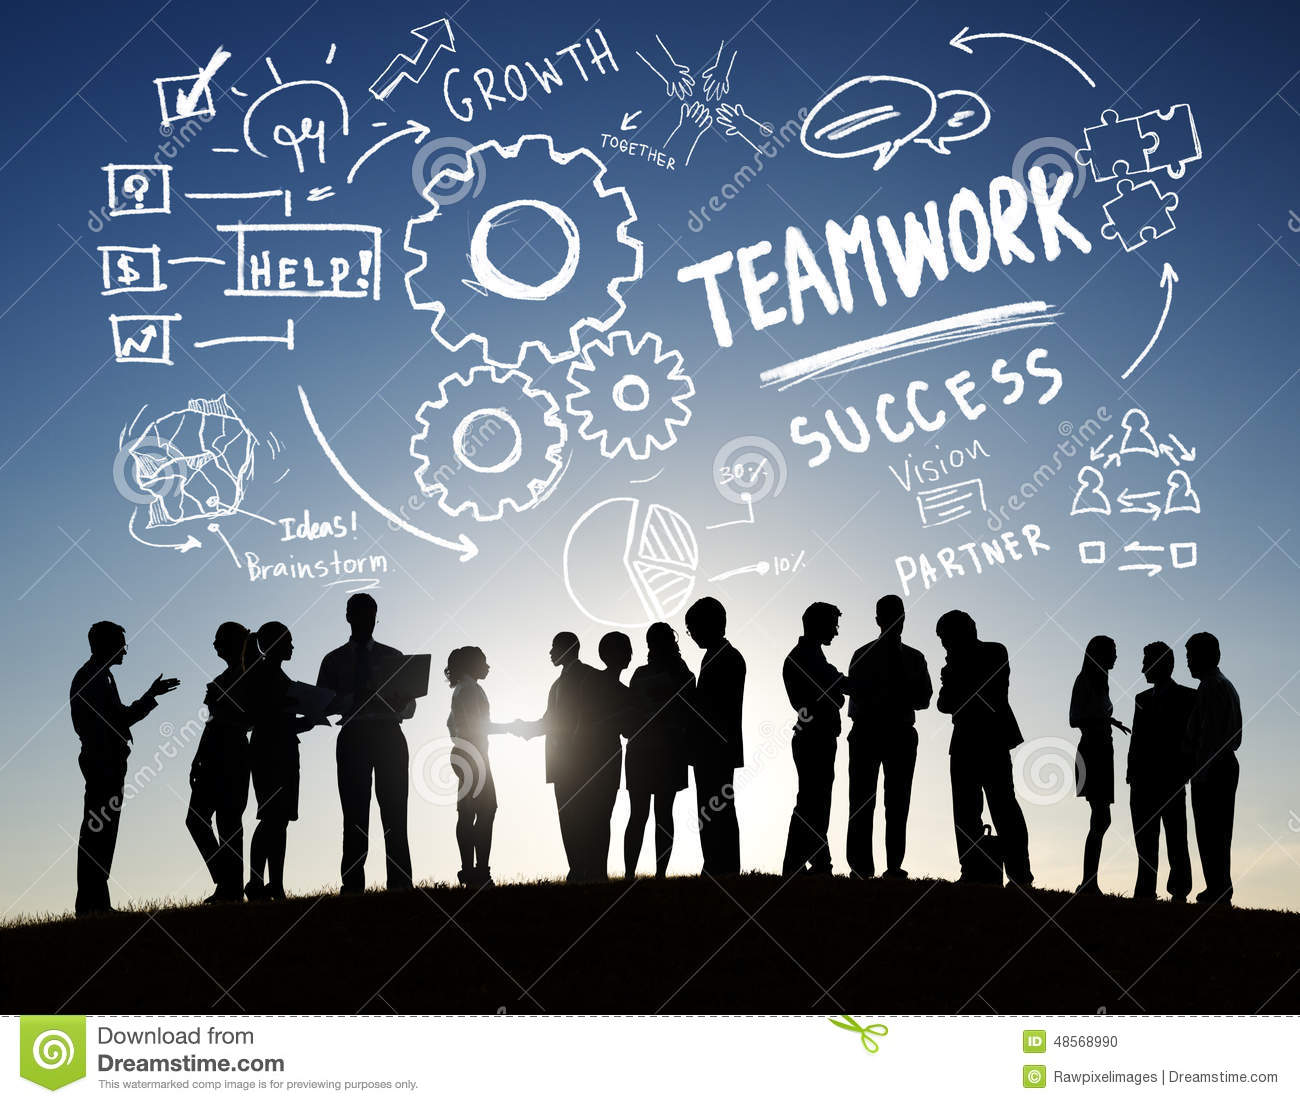 GROWTH
TOGETHER
?
TEAMWORK
$
HELP!
SUCCESS
30%
Vision
Ideas!
Brainstorm
10%
PARTNER
dreamstime
Download from
Dreamstime.com
This watermarked comp image is for previewing purposes only.
ID 48568990
© Rawpixelimages | Dreamstime.com